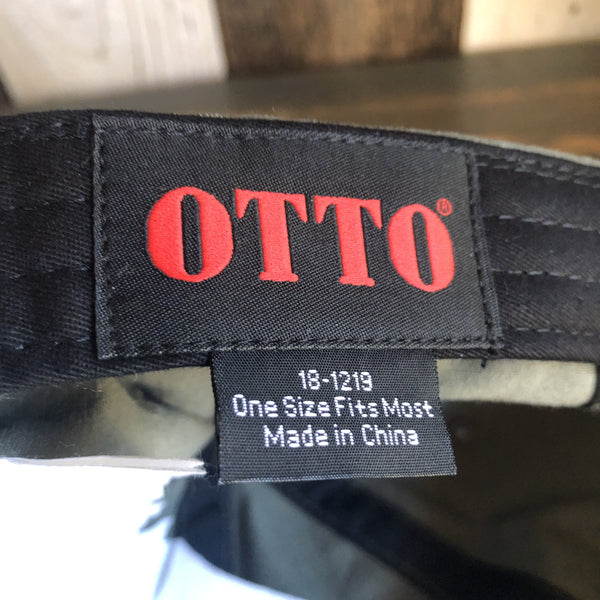 OTTO®
18-1219
One Size Fits Most
Made in China